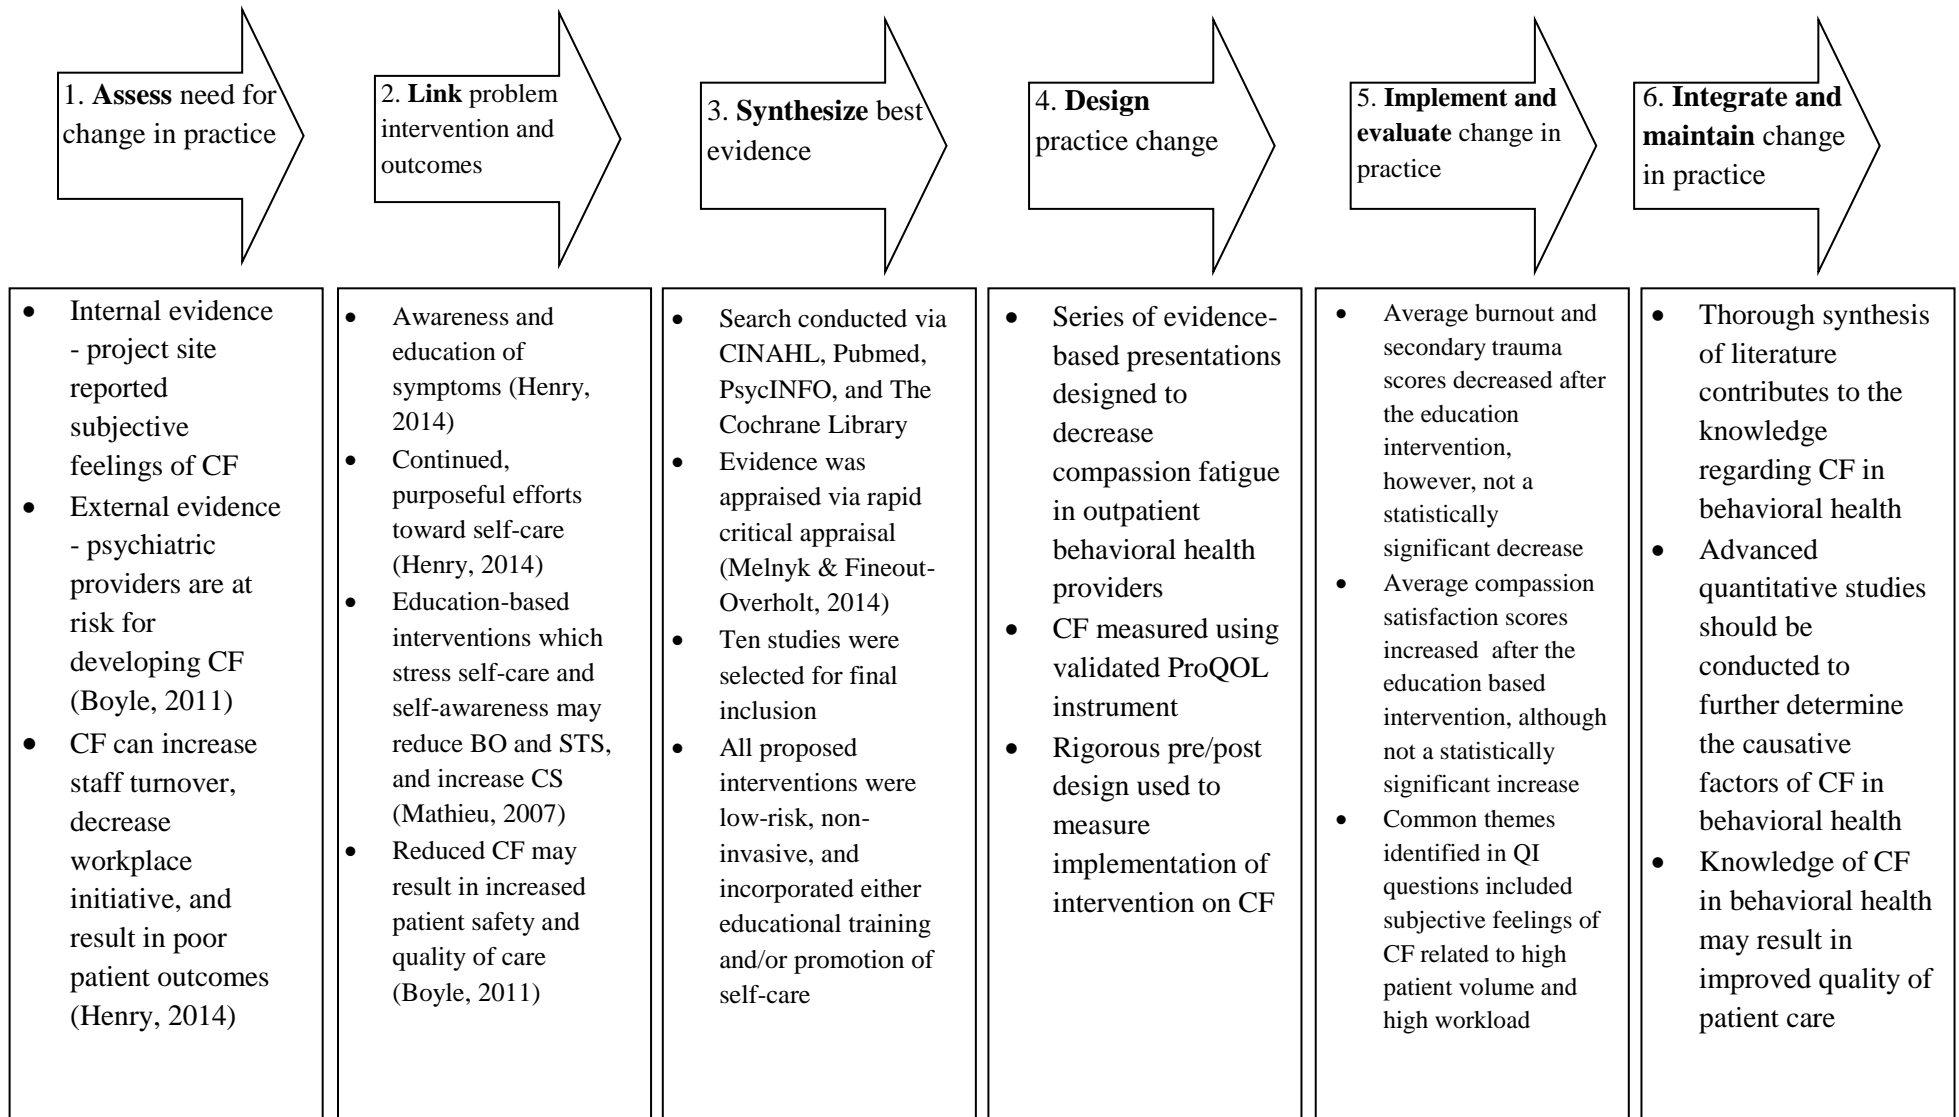 1. Assess need for
change in practice
2. Link problem
intervention and
outcomes
3. Synthesize best
evidence
4. Design
practice change
5. Implement and
evaluate change in
practice
6. Integrate and
maintain change
in practice
• Internal evidence
- project site
reported
subjective
feelings of CF
• External evidence
- psychiatric
providers are at
risk for
developing CF
(Boyle, 2011)
• CF can increase
staff turnover,
decrease
workplace
initiative, and
result in poor
patient outcomes
(Henry, 2014)
• Awareness and
education of
symptoms (Henry,
2014)
• Continued,
purposeful efforts
toward self-care
(Henry, 2014)
• Education-based
interventions which
stress self-care and
self-awareness may
reduce BO and STS,
and increase CS
(Mathieu, 2007)
• Reduced CF may
result in increased
patient safety and
quality of care
(Boyle, 2011)
• Search conducted via
CINAHL, Pubmed,
PsycINFO, and The
Cochrane Library
• Evidence was
appraised via rapid
critical appraisal
(Melnyk & Fineout-
Overholt, 2014)
• Ten studies were
selected for final
inclusion
• All proposed
interventions were
low-risk, non-
invasive, and
incorporated either
educational training
and/or promotion of
self-care
• Series of evidence-
based presentations
designed to
decrease
compassion fatigue
in outpatient
behavioral health
providers
• CF measured using
validated ProQOL
instrument
• Rigorous pre/post
design used to
measure
implementation of
intervention on CF
• Average burnout and
secondary trauma
scores decreased after
the education
intervention,
however, not a
statistically
significant decrease
• Average compassion
satisfaction scores
increased after the
education based
intervention, although
not a statistically
significant increase
• Common themes
identified in QI
questions included
subjective feelings of
CF related to high
patient volume and
high workload
• Thorough synthesis
of literature
contributes to the
knowledge
regarding CF in
behavioral health
• Advanced
quantitative studies
should be
conducted to
further determine
the causative
factors of CF in
behavioral health
• Knowledge of CF
in behavioral health
may result in
improved quality of
patient care